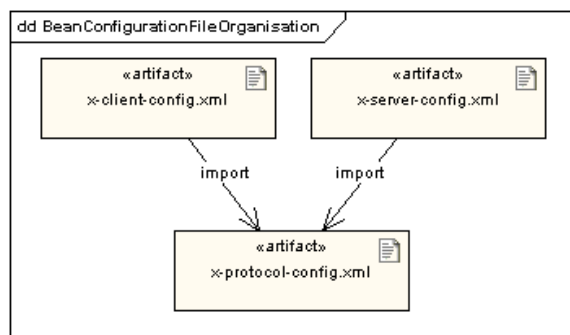 dd BeanConfigurationFileOrganisation
«artifact»
x-client-config.xml
«artifact»
x-server-config.xml
import
import
«artifact»
x-protocol-config.xml